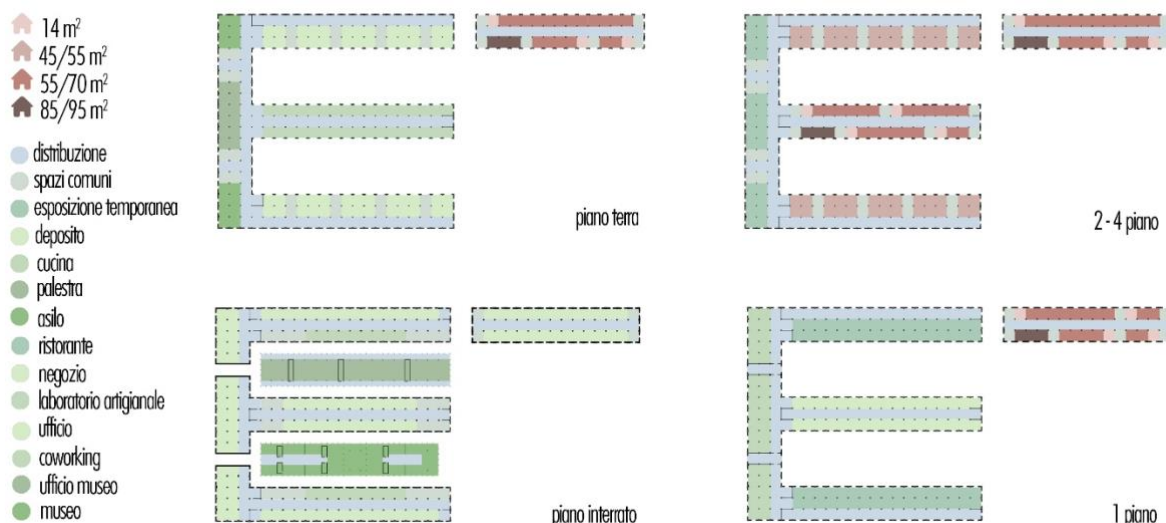 14 m²
45/55 m²
55/70 m²
85/95 m²
distribuzione
spazi comuni
esposizione temporanea
deposito
cucina
palestra
asilo
ristorante
negozio
laboratorio artigianale
ufficio
coworking
ufficio museo
museo
piano terra
2 - 4 piano
piano interrato
1 piano